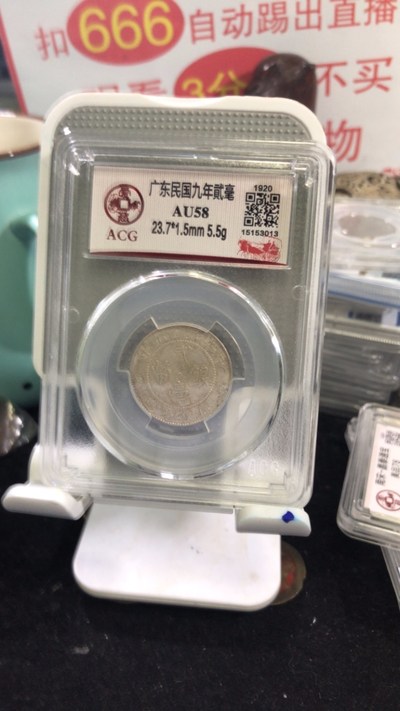 扣666自动踢出直播
3分
不买
物
广东民国九年贰毫
1920
AU58
ACG
23.7*1.5mm 5.5g
15153013